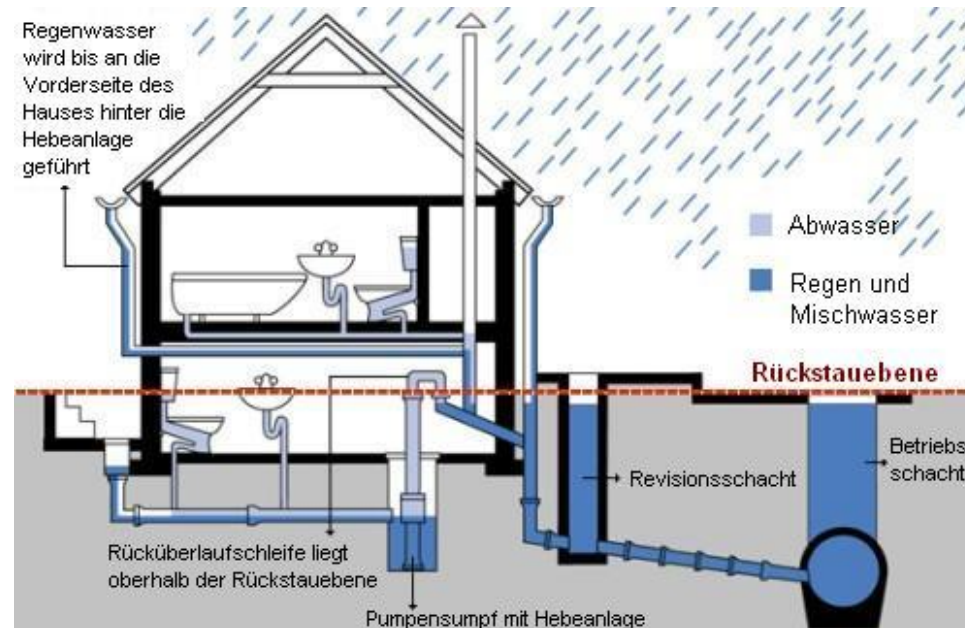 Regenwasser
wird bis an die
Vorderseite des
Hauses hinter die
Hebeanlage
geführt
Abwasser
Regen und
Mischwasser
Rückstauebene
Betriebs
schacht
Revisionsschacht
Rücküberlaufschleife liegt
oberhalb der Rückstauebene
Pumpensumpf mit Hebeanlage